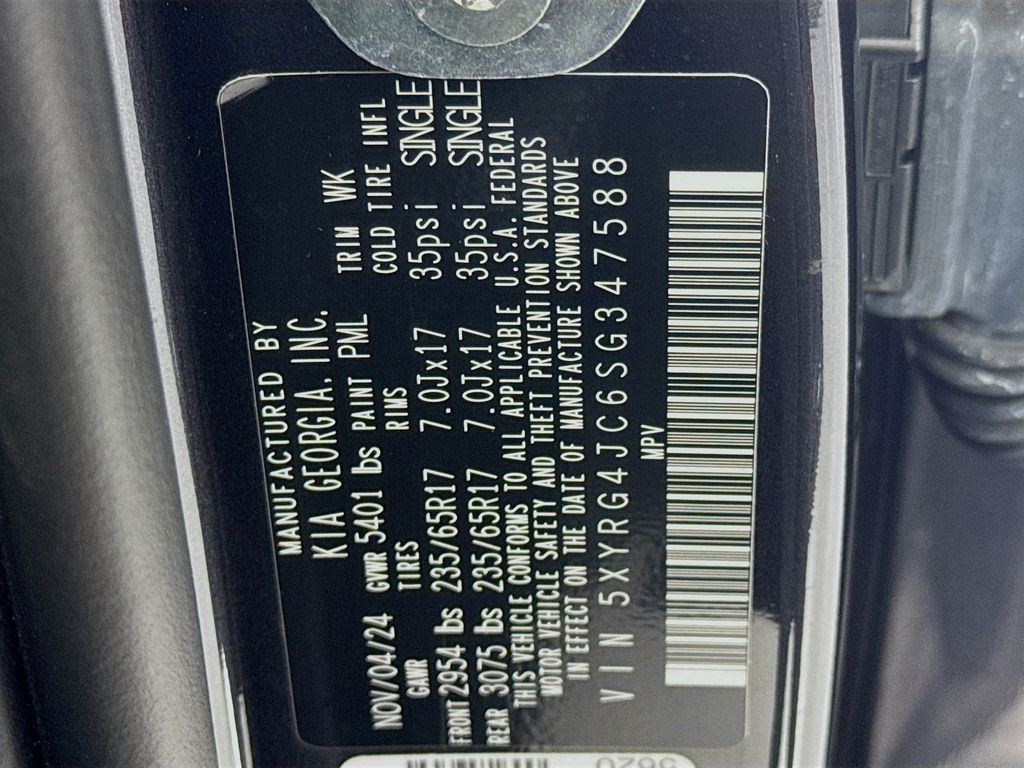 MANUFACTURED BY
KIA GEORGIA, INC.
NOV/04/24 GVWR 5401 lbs PAINT PML TRIM WK
GAWR TIRES RIMS COLD TIRE INFL
FRONT 2954 lbs 235/65R17 7.0Jx17 35psi SINGLE
REAR 3075 lbs 235/65R17 7.0Jx17 35psi SINGLE
THIS VEHICLE CONFORMS TO ALL APPLICABLE U.S.A. FEDERAL
MOTOR VEHICLE SAFETY AND THEFT PREVENTION STANDARDS
IN EFFECT ON THE DATE OF MANUFACTURE SHOWN ABOVE
VIN 5XYRG4JC6SG347588
MPV
5620